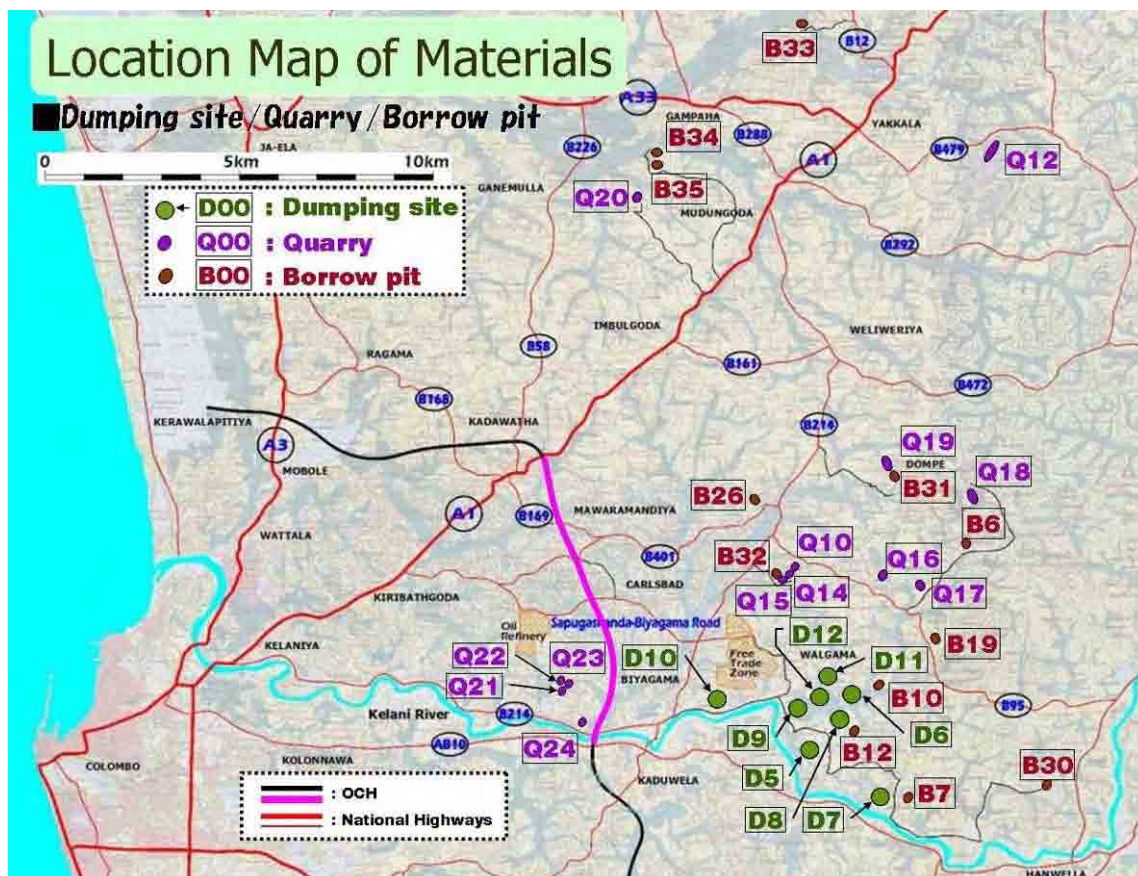 Location Map of Materials
■Dumping site/Quarry/Borrow pit
0 5km 10km
D00 : Dumping site
Q00 : Quarry
B00 : Borrow pit
B33
B12
A33
GAMPAHA
B34
B288
YAKKALA
JA-ELA
B226
A1
B479
Q12
GANEMULLA
Q20
B35
MUDUNGODA
B292
IMBULGODA
WELIWERIYA
B58
RAGAMA
B161
B472
B168
KERAWALAPITIYA
KADAWATHA
B214
A3
MOBOLE
Q19
DOMPE
Q18
B31
B26
A1
B169
MAWARAMANDIYA
WATTALA
B6
B32
Q10
B401
CARLSBAD
Q16
Q15
Q14
Q17
KIRIBATHGODA
Oil
Refinery
Sapugaskanda-Biyagama Road
D12
B19
KELANIYA
Q22
Q23
D10
BIYAGAMA
Free
Trade
Zone
WALGAMA
D11
Q21
B10
Kelani River
B214
B95
D9
D6
Q24
AB10
B12
COLOMBO
KOLONNAWA
KADUWELA
D5
B30
B7
D8
D7
: OCH
: National Highways
HANWELLA